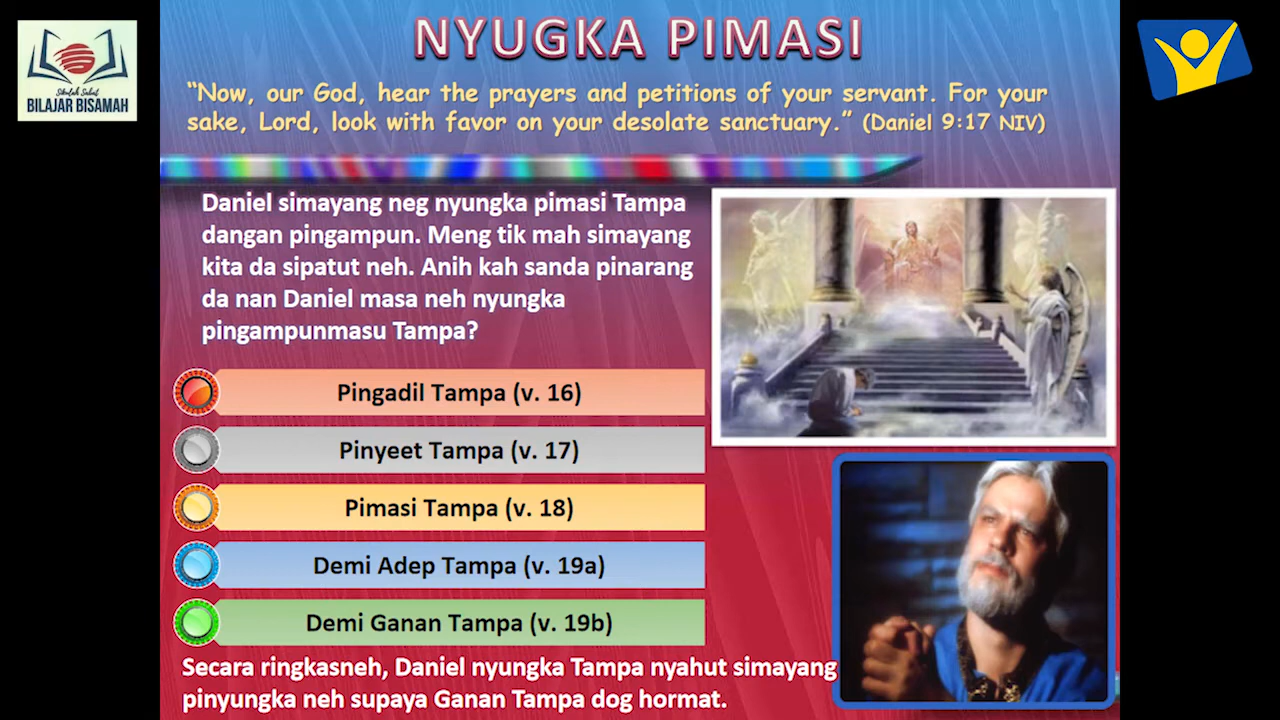 NYUGKA PIMASI
Sikulah Sabat
BILAJAR BISAMAH
“Now, our God, hear the prayers and petitions of your servant. For your
sake, Lord, look with favor on your desolate sanctuary.” (Daniel 9:17 NIV)
Daniel simayang neg nyungka pimasi Tampa
dangan pingampun. Meng tik mah simayang
kita da sipatut neh. Anih kah sanda pinarang
da nan Daniel masa neh nyungka
pingampunmasu Tampa?
Pingadil Tampa (v. 16)
Pinyeet Tampa (v. 17)
Pimasi Tampa (v. 18)
Demi Adep Tampa (v. 19a)
Demi Ganan Tampa (v. 19b)
Secara ringkasneh, Daniel nyungka Tampa nyahut simayang
pinyungka neh supaya Ganan Tampa dog hormat.